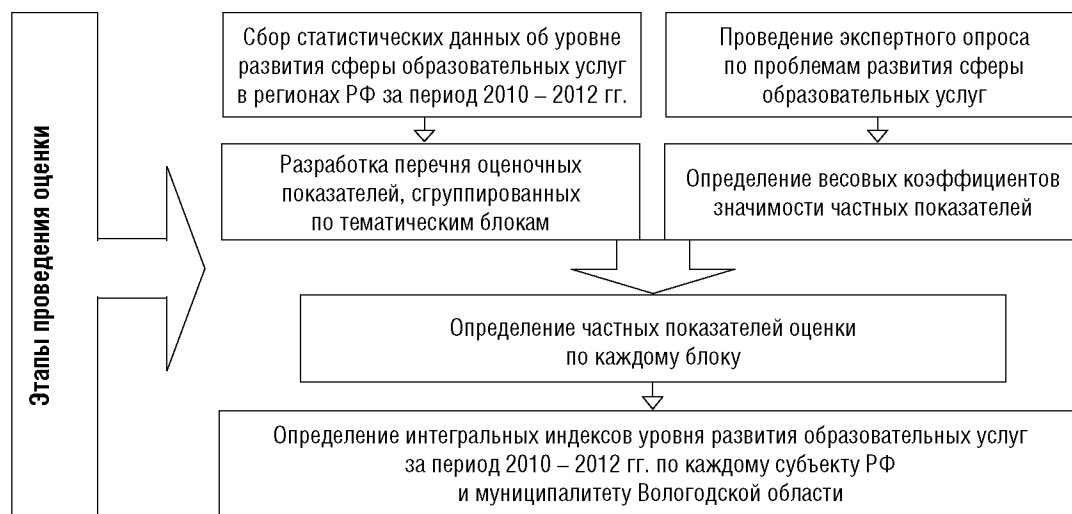 Этапы проведения оценки
Сбор статистических данных об уровне
развития сферы образовательных услуг
в регионах РФ за период 2010 – 2012 гг.
Проведение экспертного опроса
по проблемам развития сферы
образовательных услуг
Разработка перечня оценочных
показателей, сгруппированных
по тематическим блокам
Определение весовых коэффициентов
значимости частных показателей
Определение частных показателей оценки
по каждому блоку
Определение интегральных индексов уровня развития образовательных услуг
за период 2010 – 2012 гг. по каждому субъекту РФ
и муниципалитету Вологодской области